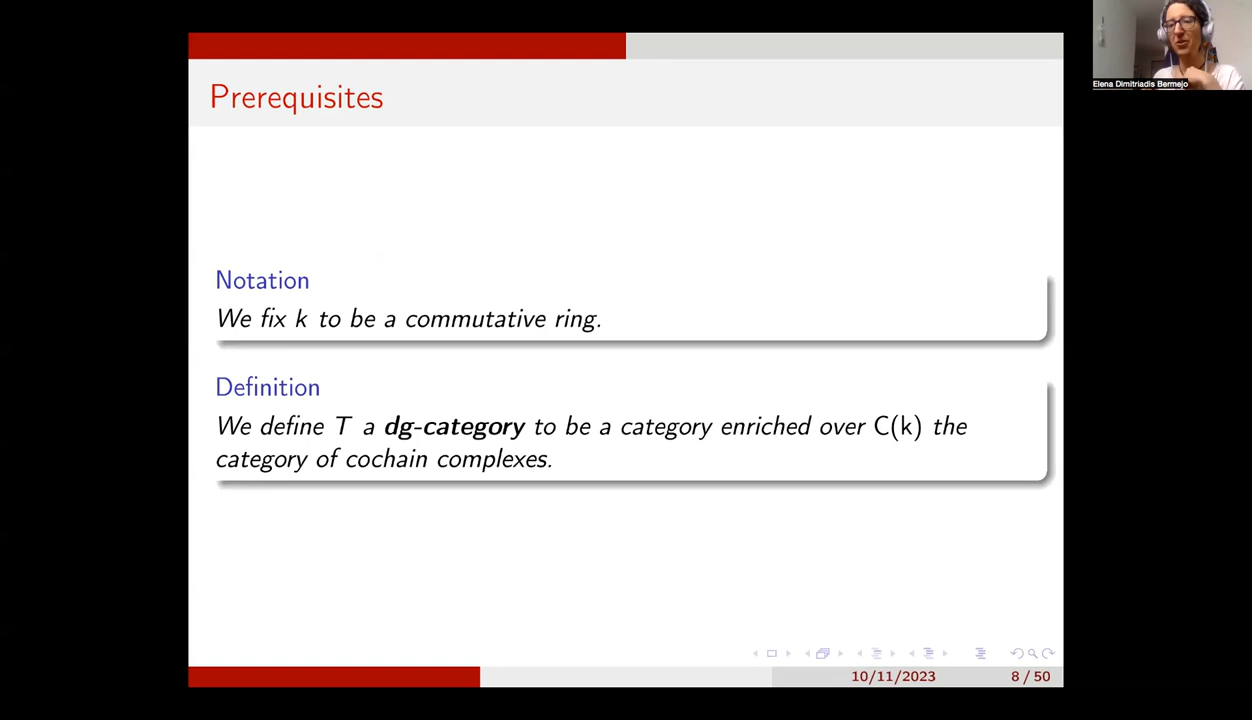 Elena Dimitriadis Bermejo
Prerequisites
Notation
We fix k to be a commutative ring.
Definition
We define T a dg-category to be a category enriched over C(k) the
category of cochain complexes.
10/11/2023
8 / 50